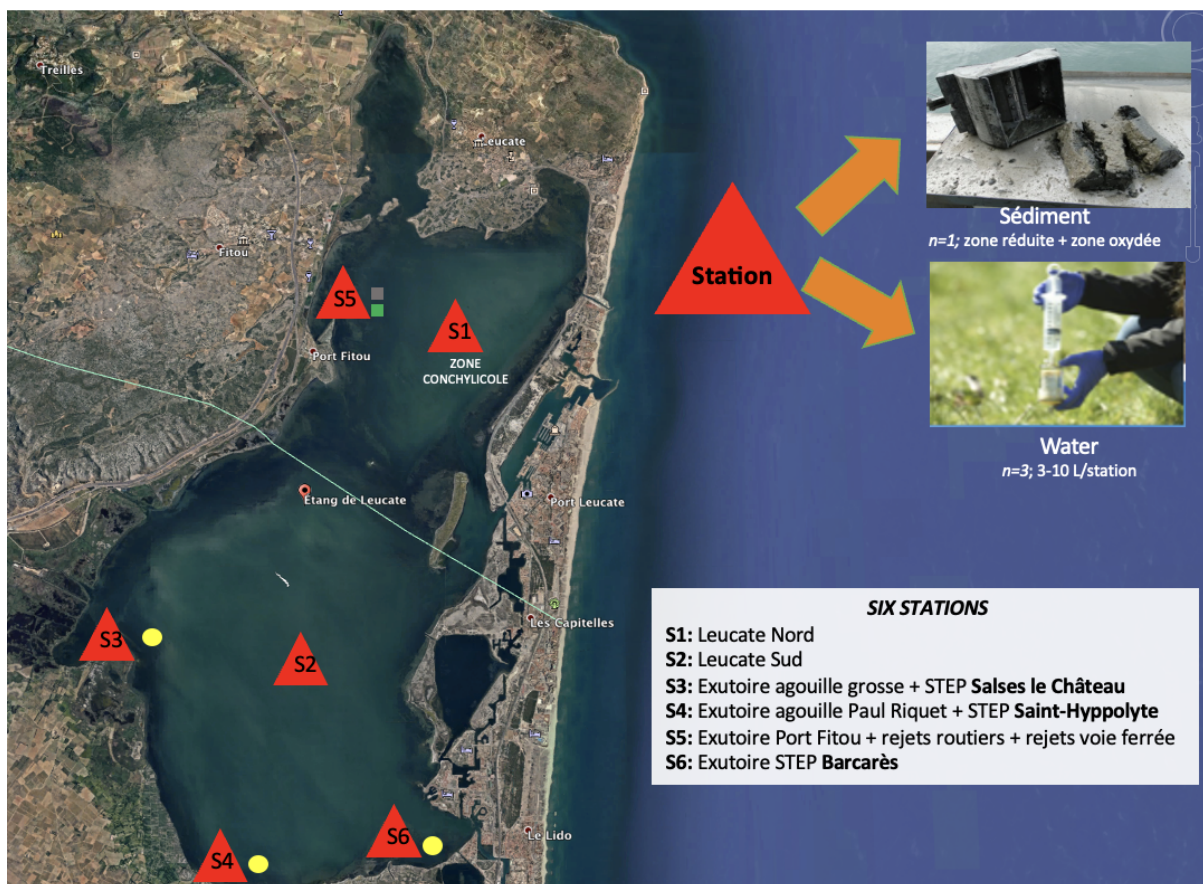 Treilles
Leucate
Fitou
S5
S1
ZONE
CONCHYLICOLE
Port Fitou
Etang de Leucate
Port Leucate
Les Capitelles
S3
S2
S6
S4
Le Lido
Station
Sédiment
n=1; zone réduite + zone oxydée
Water
n=3; 3-10 L/station
SIX STATIONS
S1: Leucate Nord
S2: Leucate Sud
S3: Exutoire agouille grosse + STEP Salses le Château
S4: Exutoire agouille Paul Riquet + STEP Saint-Hyppolyte
S5: Exutoire Port Fitou + rejets routiers + rejets voie ferrée
S6: Exutoire STEP Barcarès